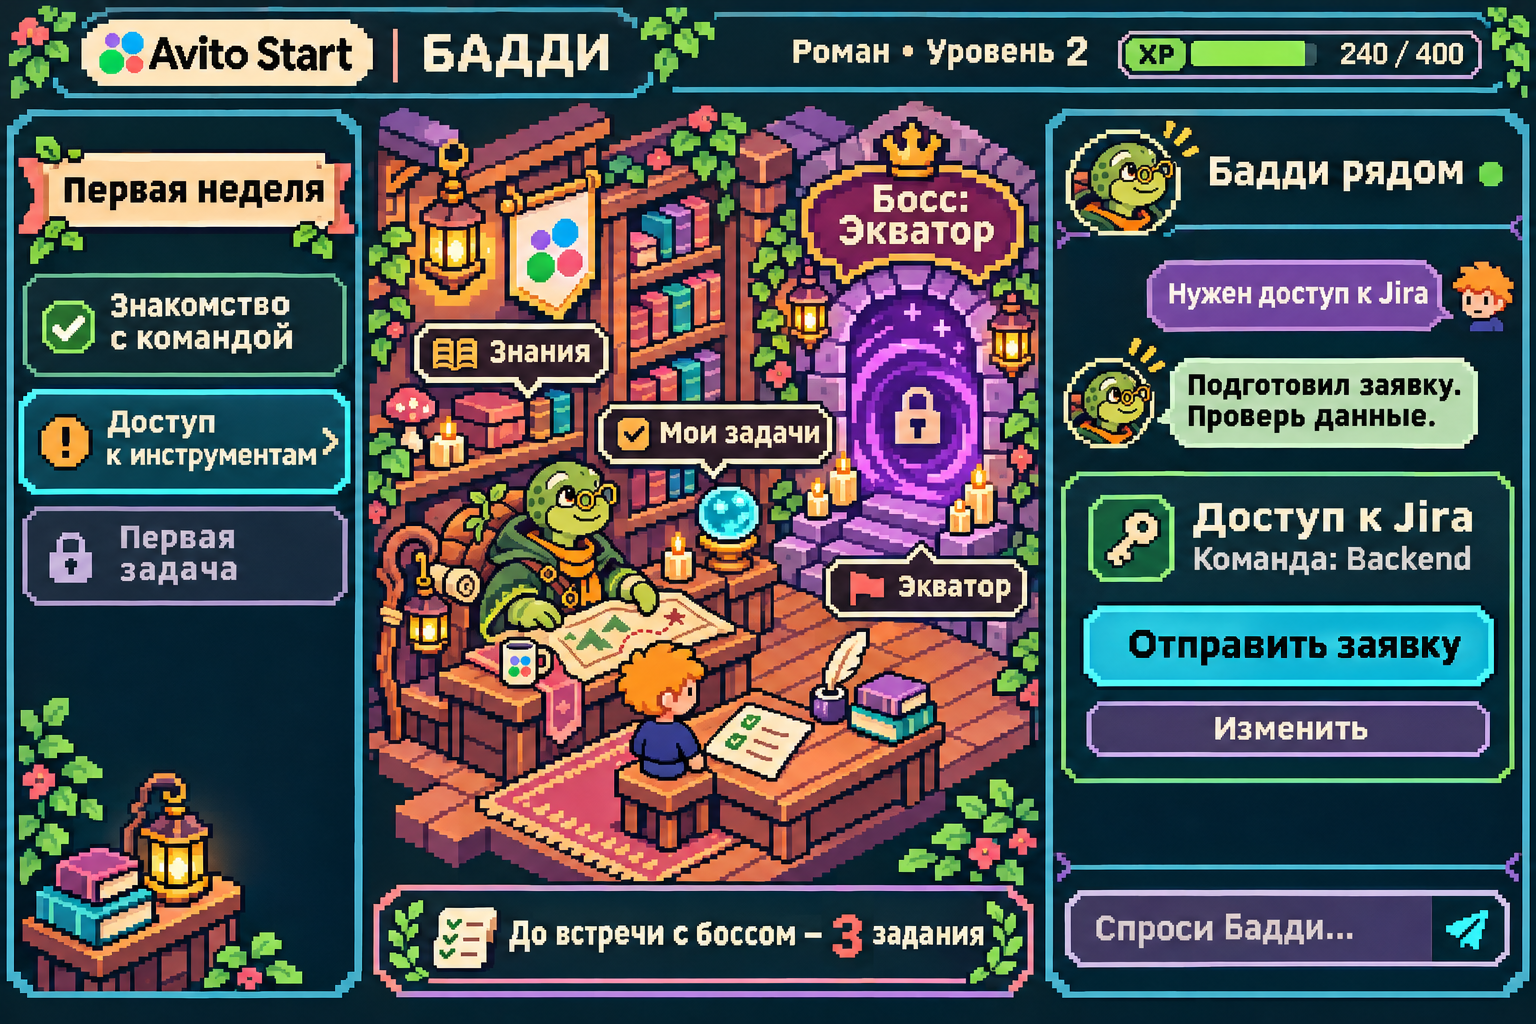 Avito Start
БАДДИ
Роман • Уровень 2
XP
240 / 400
Первая неделя
Знакомство
с командой
Доступ
к инструментам
Первая
задача
Босс:
Экватор
Знания
Мои задачи
Экватор
До встречи с боссом – 3 задания
Бадди рядом
Нужен доступ к Jira
Подготовил заявку.
Проверь данные.
Доступ к Jira
Команда: Backend
Отправить заявку
Изменить
Спроси Бадди...